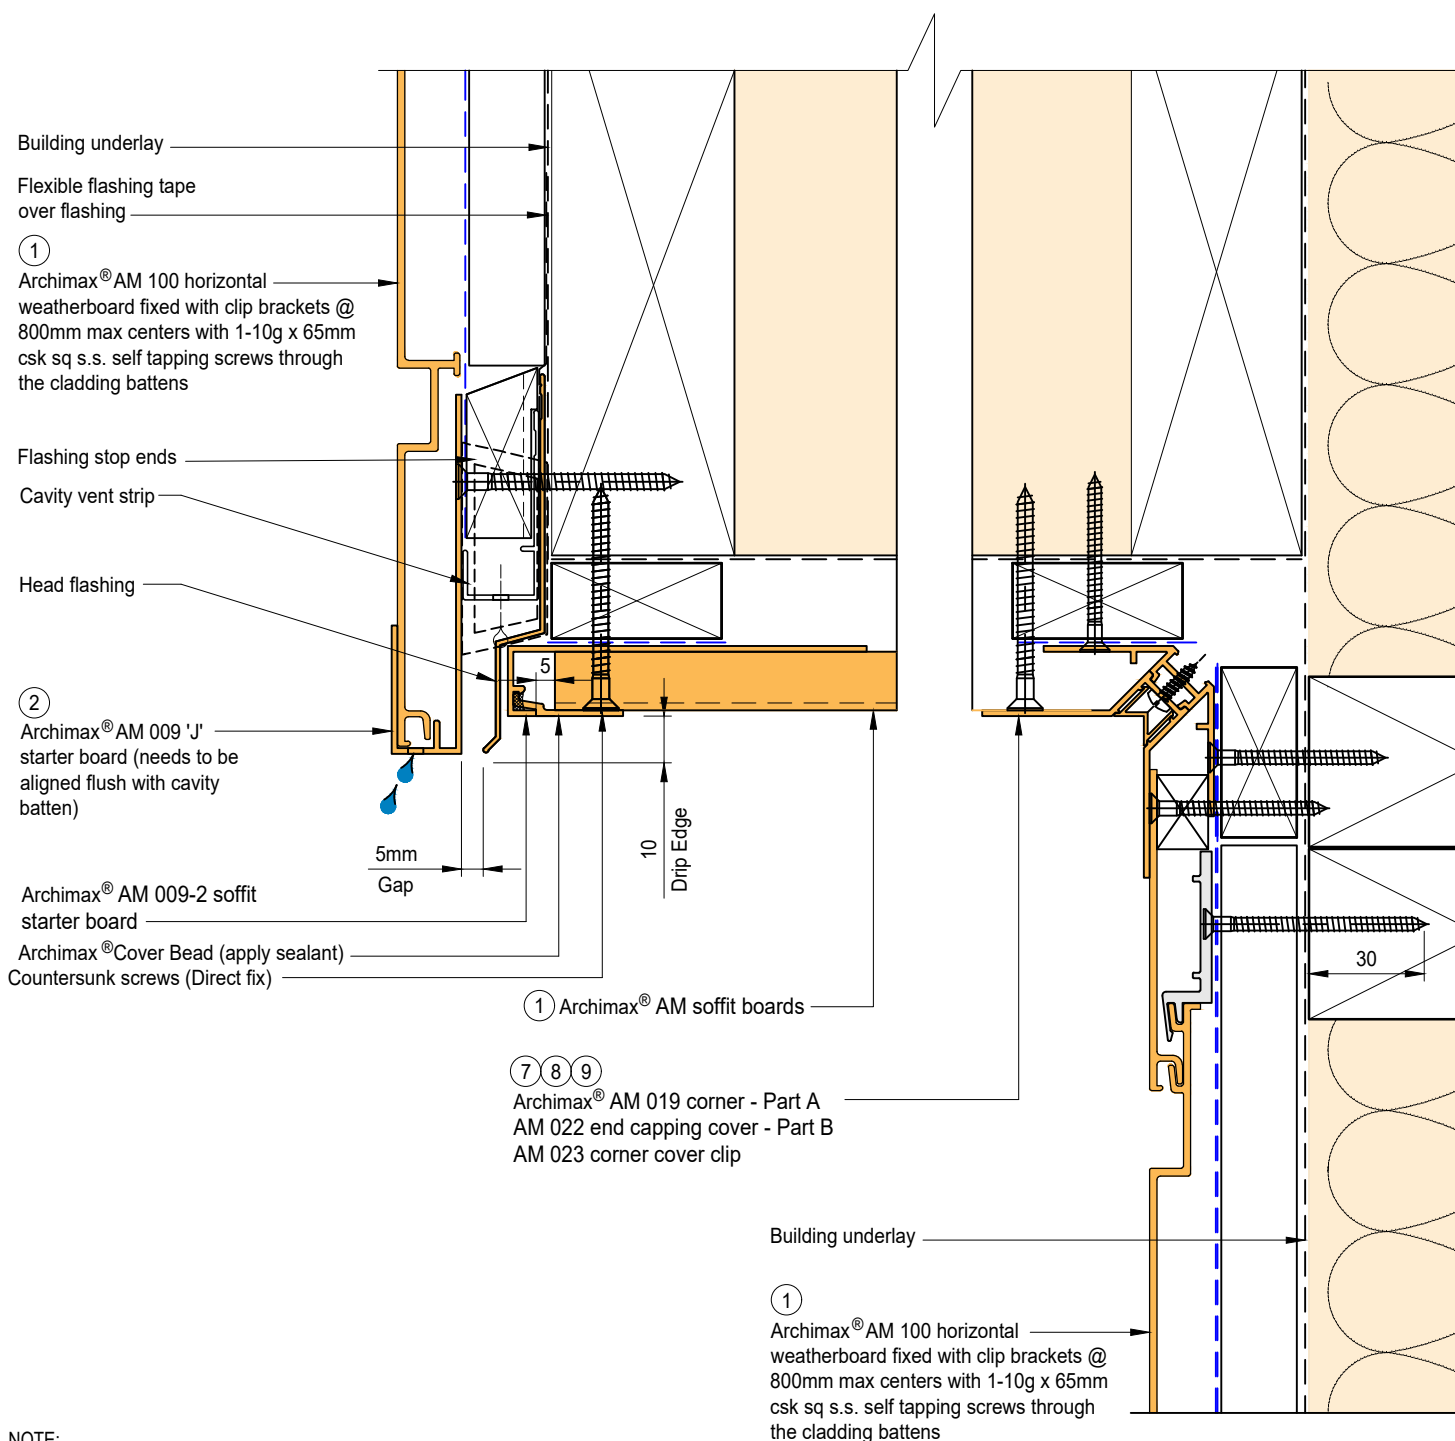 Building underlay
Flexible flashing tape
over flashing
1
Archimax® AM 100 horizontal
weatherboard fixed with clip brackets @
800mm max centers with 1-10g x 65mm
csk sq s.s. self tapping screws through
the cladding battens
Flashing stop ends
Cavity vent strip
Head flashing
2
Archimax® AM 009 'J'
starter board (needs to be
aligned flush with cavity
batten)
5
5mm
Gap
10
Drip Edge
Archimax® AM 009-2 soffit
starter board
Archimax® Cover Bead (apply sealant)
Countersunk screws (Direct fix)
1 Archimax® AM soffit boards
7 8 9
Archimax® AM 019 corner - Part A
AM 022 end capping cover - Part B
AM 023 corner cover clip
30
Building underlay
1
Archimax® AM 100 horizontal
weatherboard fixed with clip brackets @
800mm max centers with 1-10g x 65mm
csk sq s.s. self tapping screws through
the cladding battens
NOTE: